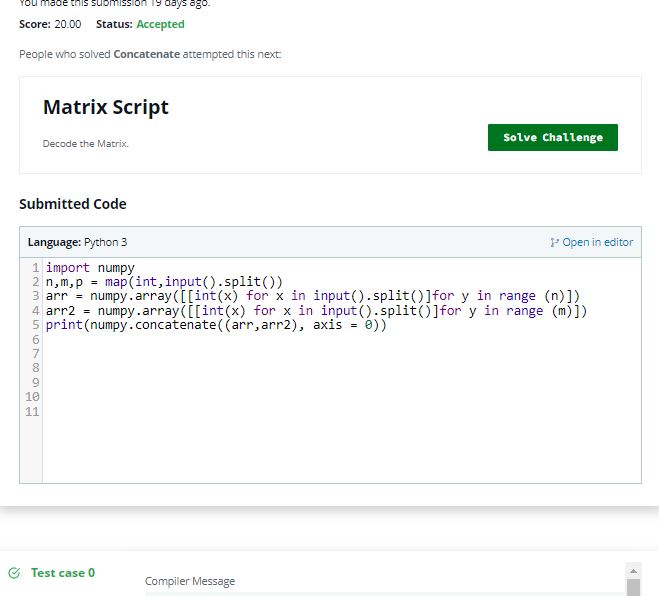 You made this submission 19 days ago.
Score: 20.00 Status: Accepted
People who solved Concatenate attempted this next:
Matrix Script
Decode the Matrix.
Solve Challenge
Submitted Code
Language: Python 3
Open in editor
1 import numpy
2 n,m,p = map(int,input().split())
3 arr = numpy.array([[int(x) for x in input().split()]for y in range (n)])
4 arr2 = numpy.array([[int(x) for x in input().split()]for y in range (m)])
5 print(numpy.concatenate((arr,arr2), axis = 0))
6
7
8
9
10
11
Test case 0
Compiler Message